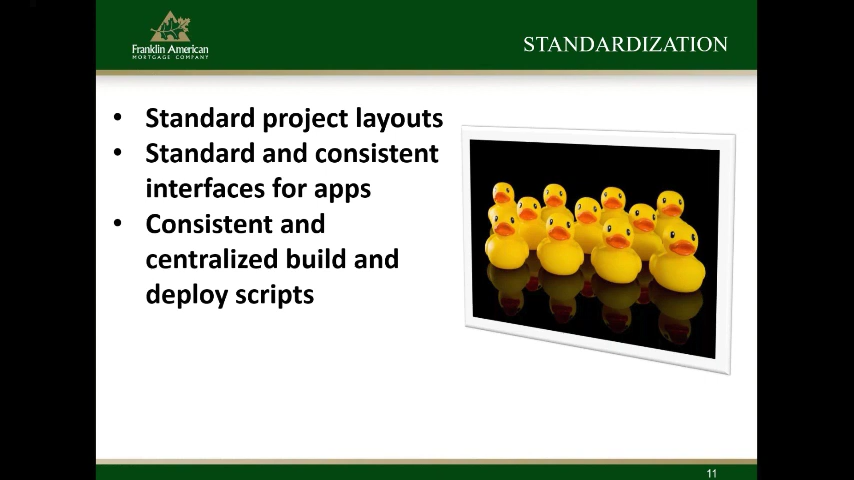 Franklin American
MORTGAGE COMPANY
STANDARDIZATION
• Standard project layouts
• Standard and consistent
interfaces for apps
• Consistent and
centralized build and
deploy scripts
11